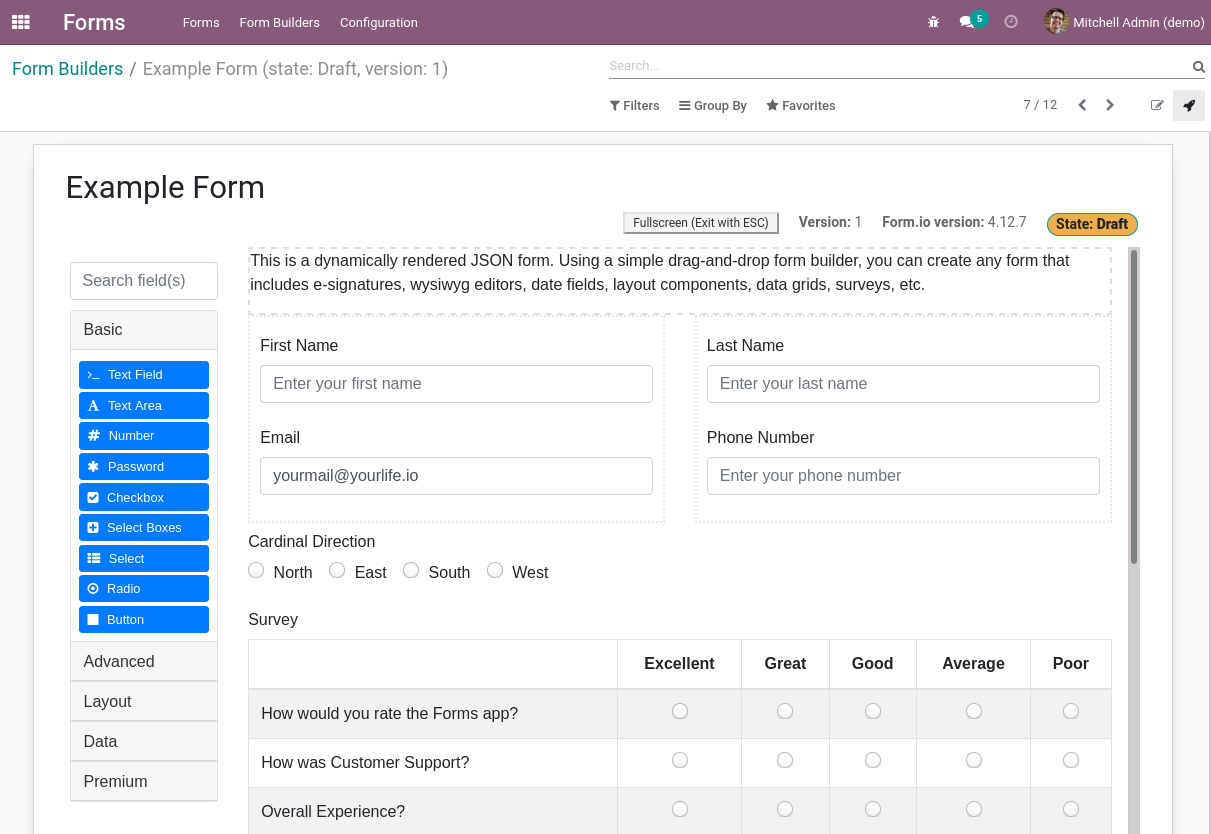 Forms
Forms Form Builders Configuration
5
Mitchell Admin (demo)
Form Builders / Example Form (state: Draft, version: 1)
Search...
Filters Group By Favorites
7 / 12
Example Form
Fullscreen (Exit with ESC) Version: 1 Form.io version: 4.12.7 State: Draft
Search field(s)
Basic
Text Field
Text Area
Number
Password
Checkbox
Select Boxes
Select
Radio
Button
Advanced
Layout
Data
Premium
This is a dynamically rendered JSON form. Using a simple drag-and-drop form builder, you can create any form that
includes e-signatures, wysiwyg editors, date fields, layout components, data grids, surveys, etc.
First Name
Enter your first name
Last Name
Enter your last name
Email
yourmail@yourlife.io
Phone Number
Enter your phone number
Cardinal Direction
North East South West
Survey
Excellent Great Good Average Poor
How would you rate the Forms app?
How was Customer Support?
Overall Experience?